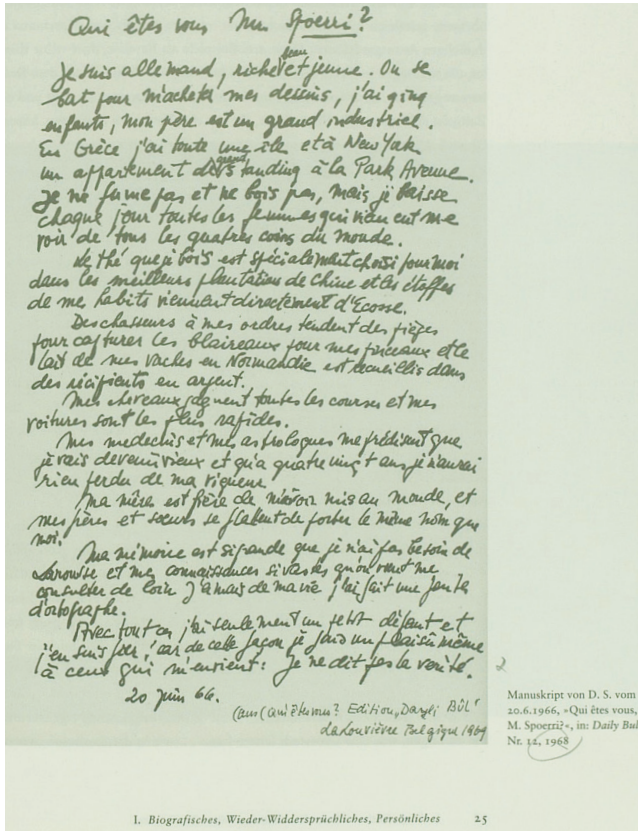 Qui êtes vous Mr Spoerri?
Je suis allemand, riche, beau et jeune. On se
bat pour m'acheter mes dessins, j'ai cinq
enfants, mon père est un grand industriel.
En Grèce j'ai toute une île et à New York
un appartement de grand standing à la Park Avenue.
Je ne fume pas et ne bois pas, mais je baise
chaque jour toutes les femmes qui viennent me
voir de tous les quatres coins du monde.
Le thé que je bois est spécialement choisi pour moi
dans les meilleurs plantation de Chine et les étoffes
de mes habits viennent directement d'Ecosse.
Des chasseurs à mes ordres tendent des pièges
pour capturer les blaireaux pour mes pinceaux et le
lait de mes vaches en Normandie est recueillis dans
des récipients en argent.
Mes chevaux gagnent toutes les courses et mes
voitures sont les plus rapides.
Mes medecins et mes astrologues me prédisent que
je vais devenir vieux et qu'a quatre vingt ans je n'aurai
rien perdu de ma vigueur.
Ma mère est fière de m'avoir mis au monde, et
mes frères et soeurs se flattent de porter le même nom que
moi.
Ma mémoire est si grande que je n'ai pas besoin de
Larousse et mes connaissances si vastes qu'on vient me
consulter de loin. Jamais de ma vie j'ai fait une faute
d'ortographe.
Avec tout ça j'ai seulement un petit défaut et
j'en suis fier, car de cette façon je fais un plaisir même
à ceux qui m'envient: Je ne dit pas la verité.
20 juin 66.
(aus (qui êtes vous? Edition "Daryli BÛL"
La Louvière Belgique 1969
2
Manuskript von D. S. vom
20.6.1966, »Qui êtes vous,
M. Spoerri?«, in: Daily Bul
Nr. 12, 1968
I. Biografisches, Wieder-Widdersprüchliches, Persönliches 25